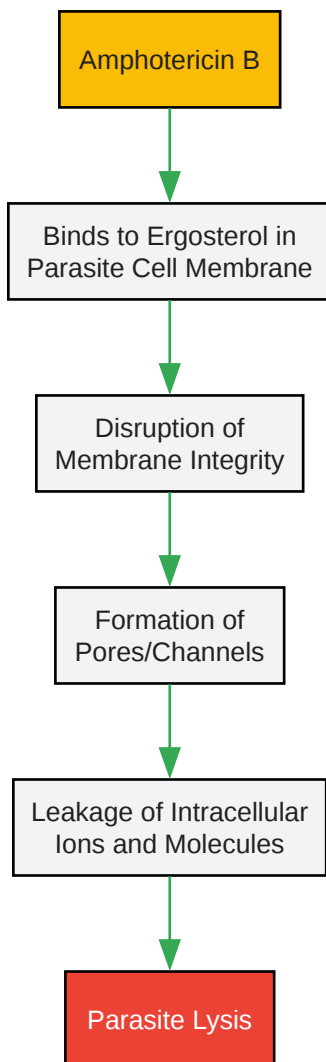 Amphotericin B
Binds to Ergosterol in
Parasite Cell Membrane
Disruption of
Membrane Integrity
Formation of
Pores/Channels
Leakage of Intracellular
Ions and Molecules
Parasite Lysis